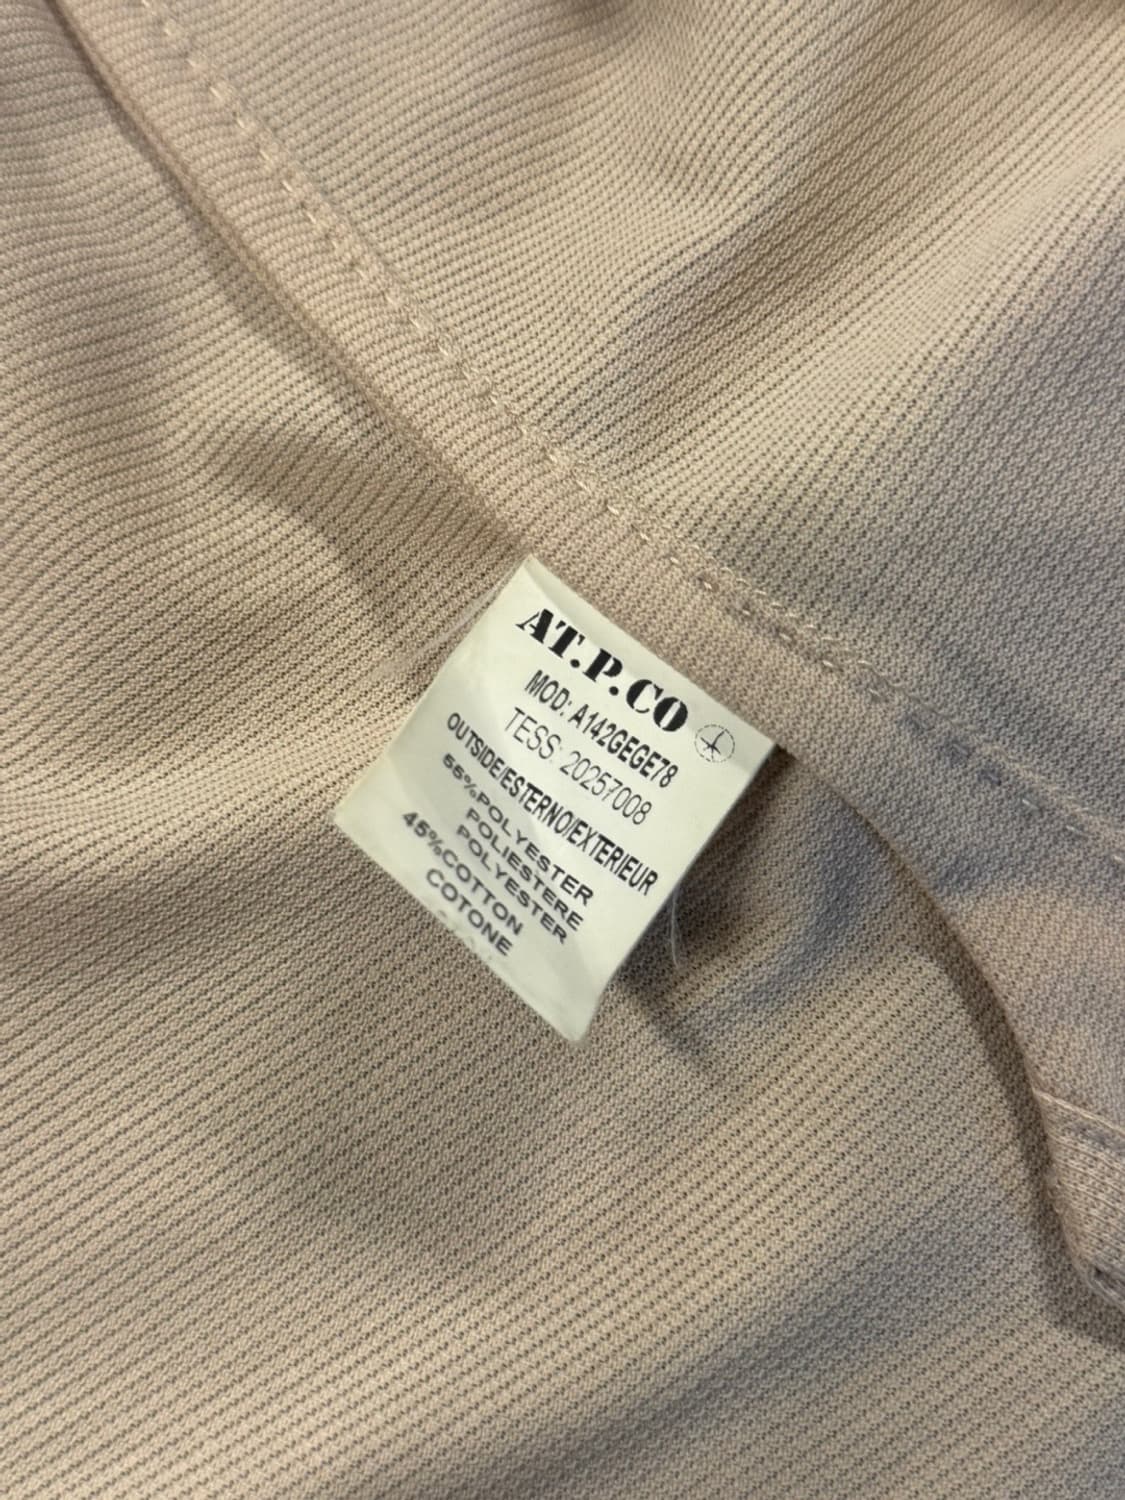 AT.P.CO
MOD: A142GEGE78
TESS: 20257008
OUTSIDE/ESTERNO/EXTERIEUR
55%POLYESTER
POLIESTERE
POLYESTER
45%COTTON
COTONE